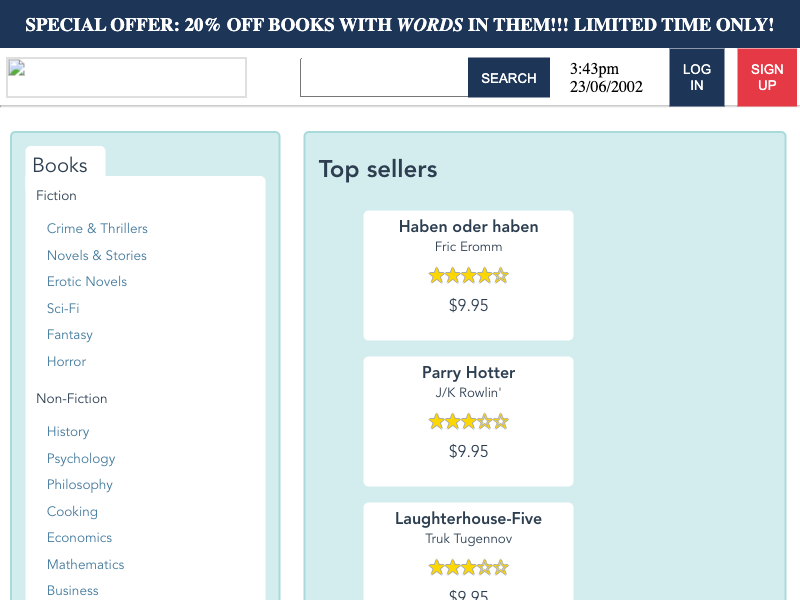 SPECIAL OFFER: 20% OFF BOOKS WITH WORDS IN THEM!!! LIMITED TIME ONLY!
SEARCH
3:43pm
23/06/2002
LOG
IN
SIGN
UP
Books
Fiction
Crime & Thrillers
Novels & Stories
Erotic Novels
Sci-Fi
Fantasy
Horror
Non-Fiction
History
Psychology
Philosophy
Cooking
Economics
Mathematics
Business
Top sellers
Haben oder haben
Fric Eromm
$9.95
Parry Hotter
J/K Rowlin'
$9.95
Laughterhouse-Five
Truk Tugennov
$9.95